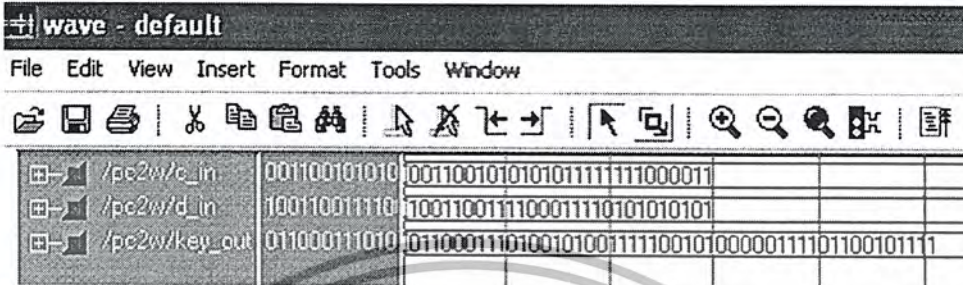 wave - default
File Edit View Insert Format Tools Window
/pc2w/c_in 001100101010 0011001010101011111111000011
/pc2w/d_in 100110011110 1001100111100011110101010101
/pc2w/key_out 011000111010 011000111010010100111110010100000111101100101111